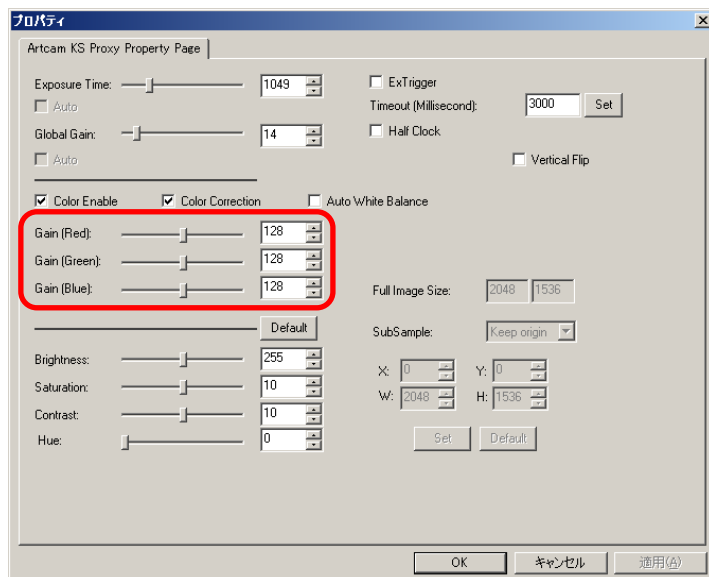 プロパティ
Artcam KS Proxy Property Page
Exposure Time: 1049
Auto
Global Gain: 14
Auto
ExTrigger
Timeout (Millisecond): 3000 Set
Half Clock
Vertical Flip
Color Enable Color Correction Auto White Balance
Gain (Red): 128
Gain (Green): 128
Gain (Blue): 128
Default
Brightness: 255
Saturation: 10
Contrast: 10
Hue: 0
Full Image Size: 2048 1536
SubSample: Keep origin
X: 0 Y: 0
W: 2048 H: 1536
Set Default
OK キャンセル 適用(A)